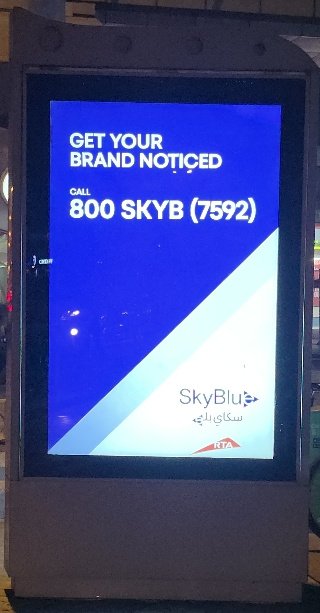 GET YOUR
BRAND NOTICED
CALL
800 SKYB (7592)
SkyBlue
سكاي بلو
RTA